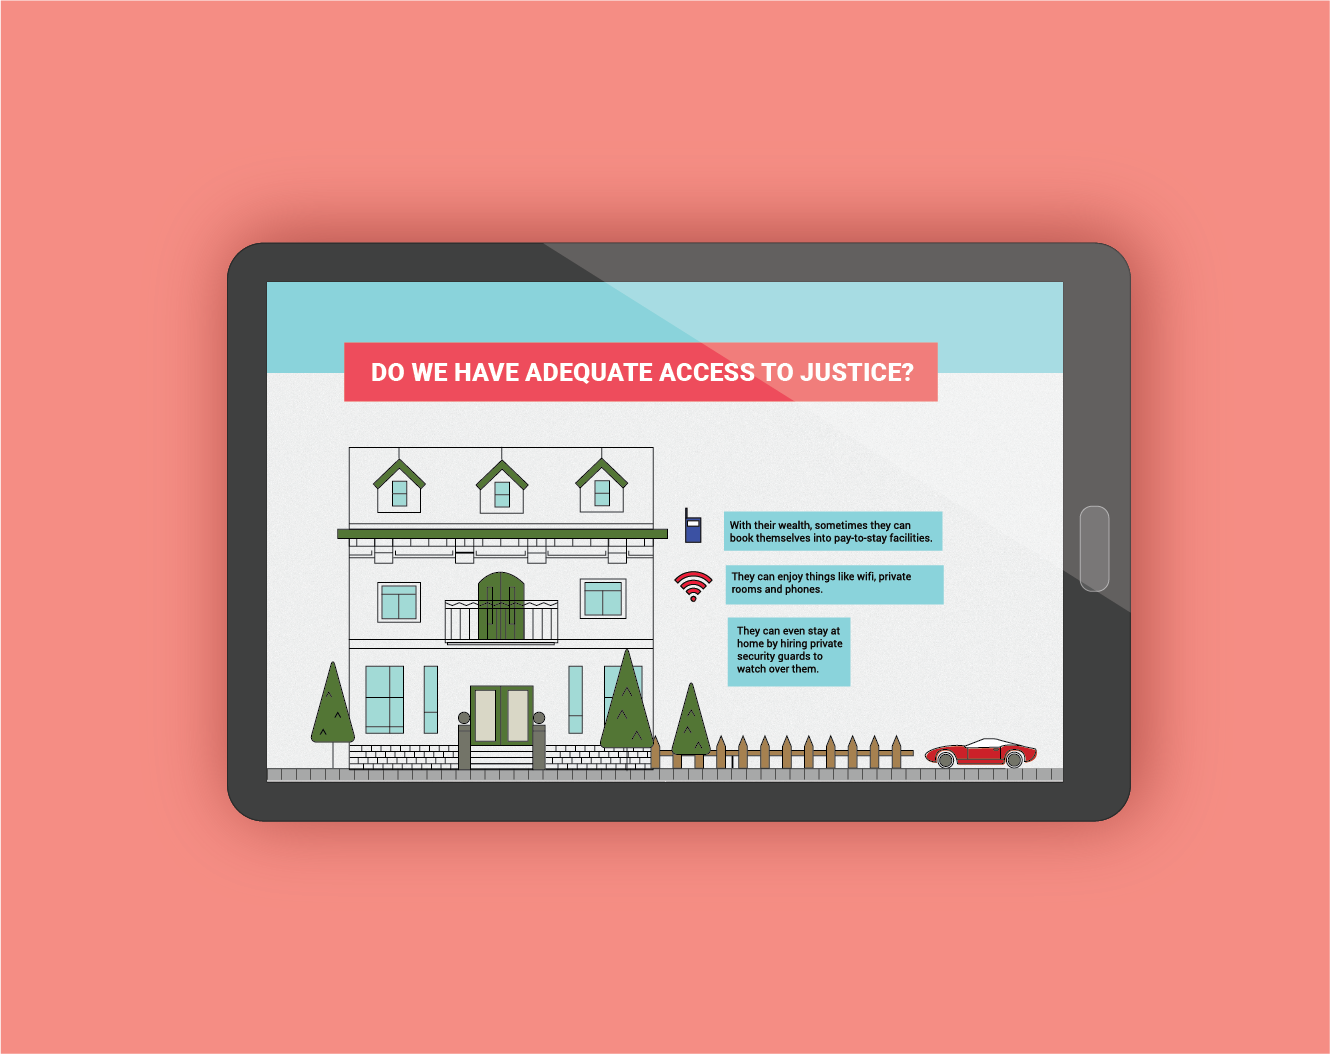 DO WE HAVE ADEQUATE ACCESS TO JUSTICE?
With their wealth, sometimes they can
book themselves into pay-to-stay facilities.
They can enjoy things like wifi, private
rooms and phones.
They can even stay at
home by hiring private
security guards to
watch over them.